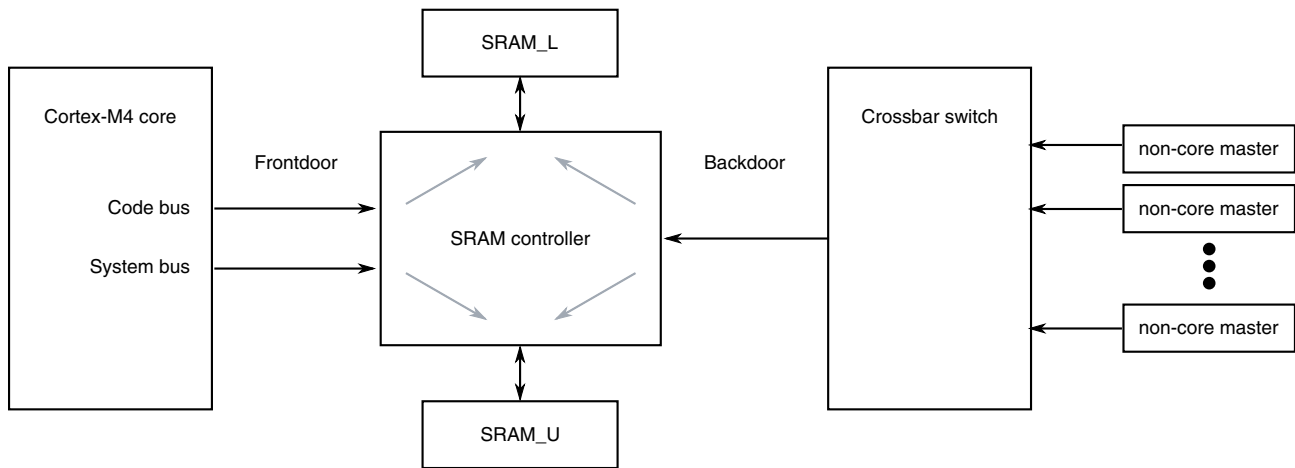 SRAM_L
Cortex-M4 core
Crossbar switch
non-core master
Frontdoor
Backdoor
Code bus
non-core master
SRAM controller
System bus
non-core master
SRAM_U